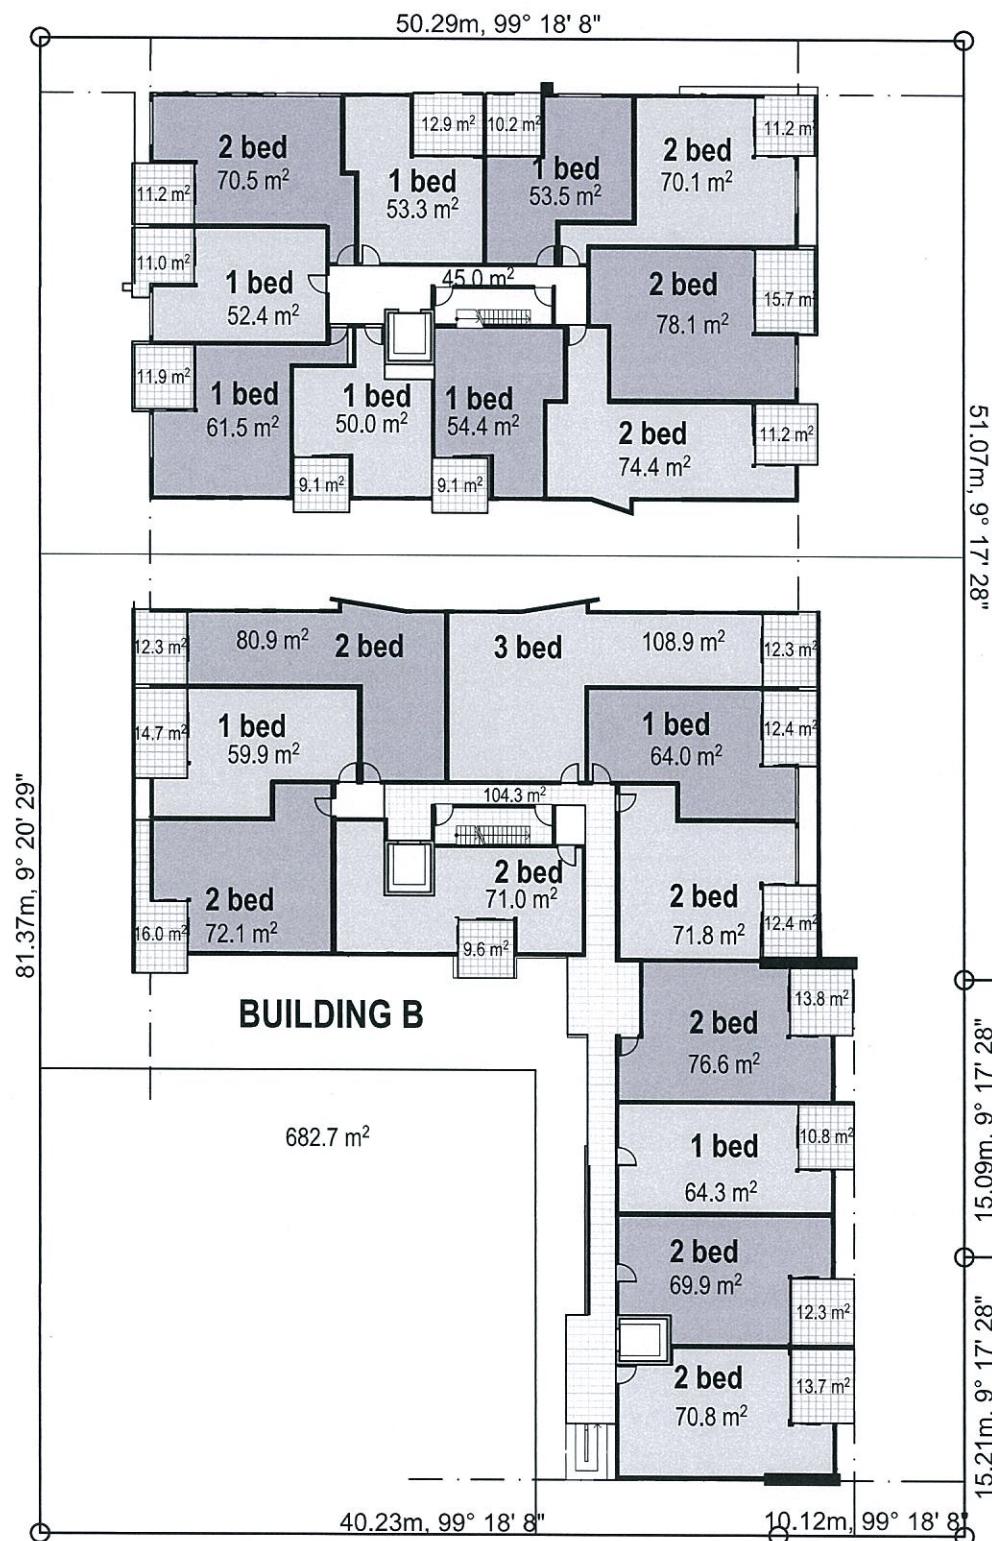 50.29m, 99° 18' 8"
2 bed
70.5 m²
12.9 m²
10.2 m²
11.2 m
1 bed
53.3 m²
1 bed
53.5 m²
2 bed
70.1 m²
11.2 m²
11.0 m²
1 bed
52.4 m²
45.0 m²
2 bed
78.1 m²
15.7 m
11.9 m²
1 bed
61.5 m²
1 bed
50.0 m²
1 bed
54.4 m²
2 bed
74.4 m²
11.2 m²
9.1 m²
9.1 m²
51.07m, 9° 17' 28"
12.3 m²
80.9 m²
2 bed
3 bed
108.9 m²
12.3 m²
14.7 m²
1 bed
59.9 m²
1 bed
64.0 m²
12.4 m²
104.3 m²
81.37m, 9° 20' 29"
2 bed
72.1 m²
16.0 m²
2 bed
71.0 m²
9.6 m²
2 bed
71.8 m²
12.4 m²
BUILDING B
2 bed
76.6 m²
13.8 m²
682.7 m²
1 bed
64.3 m²
10.8 m²
15.09m, 9° 17' 28"
2 bed
69.9 m²
12.3 m²
2 bed
70.8 m²
13.7 m²
15.21m, 9° 17' 28"
40.23m, 99° 18' 8"
10.12m, 99° 18' 8"